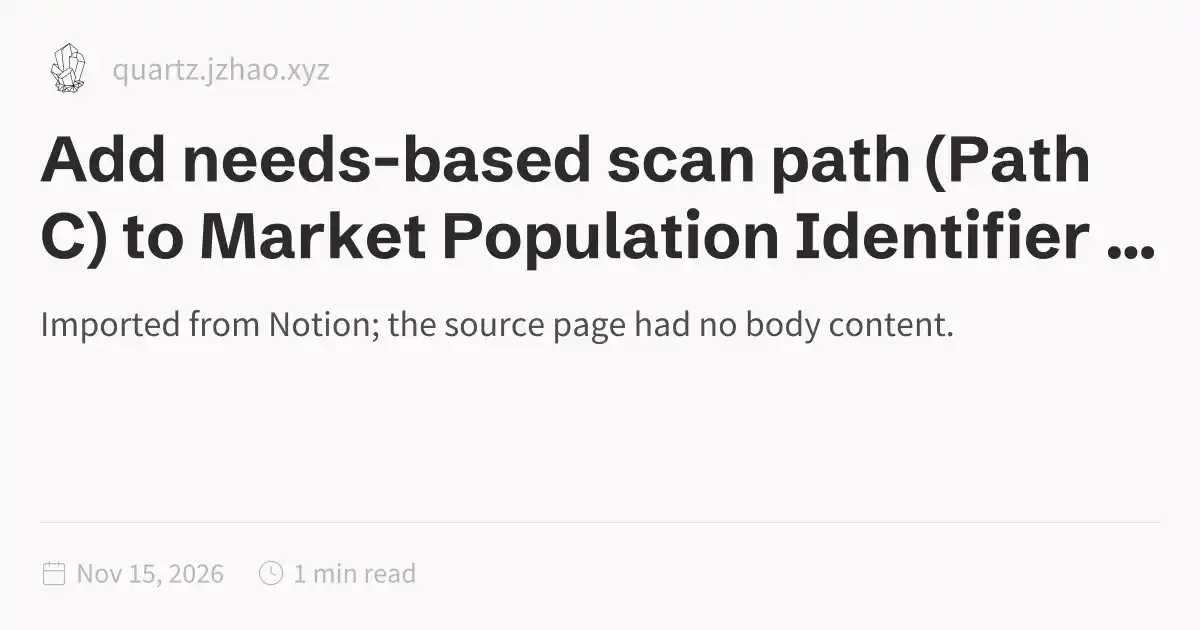 quartz.jzhao.xyz
Add needs-based scan path (Path
C) to Market Population Identifier ...
Imported from Notion; the source page had no body content.
Nov 15, 2026 1 min read